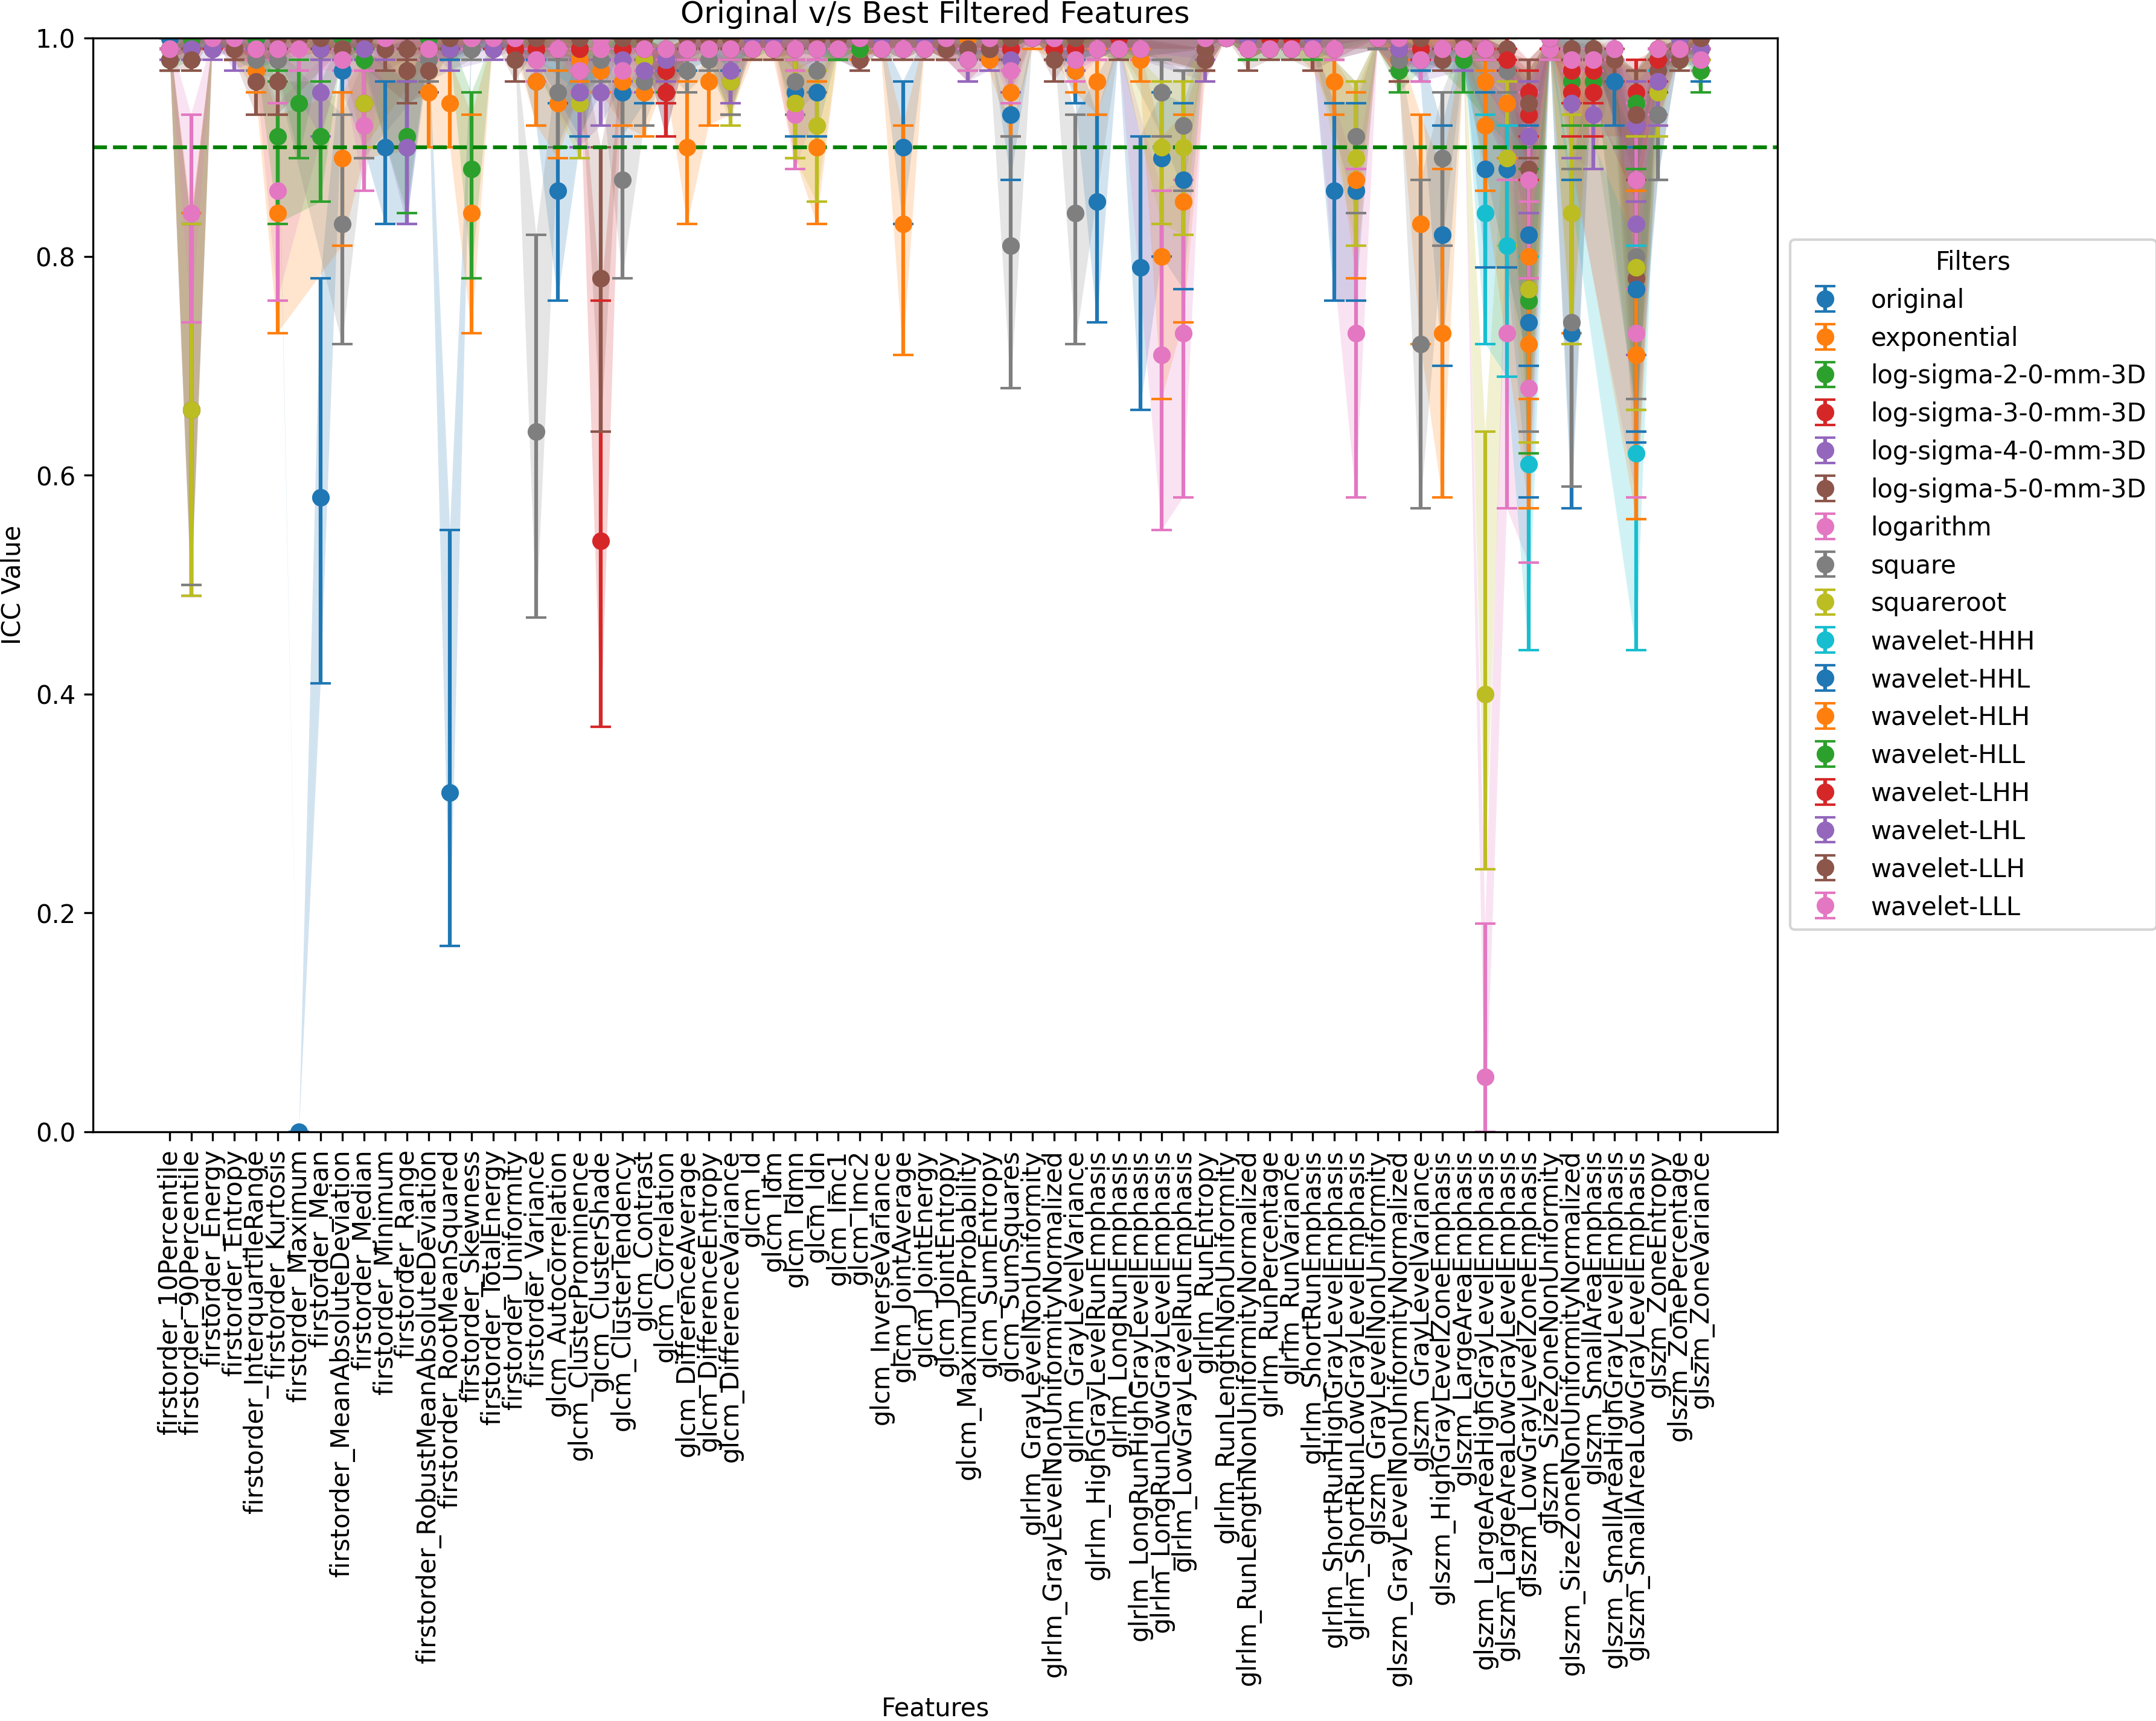 Original v/s Best Filtered Features
ICC Value
1.0
0.8
0.6
0.4
0.2
0.0
Filters
original
exponential
log-sigma-2-0-mm-3D
log-sigma-3-0-mm-3D
log-sigma-4-0-mm-3D
log-sigma-5-0-mm-3D
logarithm
square
squareroot
wavelet-HHH
wavelet-HHL
wavelet-HLH
wavelet-HLL
wavelet-LHH
wavelet-LHL
wavelet-LLH
wavelet-LLL
firstorder_10Percentile
firstorder_90Percentile
firstorder_Energy
firstorder_Entropy
firstorder_InterquartileRange
firstorder_Kurtosis
firstorder_Maximum
firstorder_Mean
firstorder_MeanAbsoluteDeviation
firstorder_Median
firstorder_Minimum
firstorder_Range
firstorder_RobustMeanAbsoluteDeviation
firstorder_RootMeanSquared
firstorder_Skewness
firstorder_TotalEnergy
firstorder_Uniformity
firstorder_Variance
glcm_Autocorrelation
glcm_ClusterProminence
glcm_ClusterShade
glcm_ClusterTendency
glcm_Contrast
glcm_Correlation
glcm_DifferenceAverage
glcm_DifferenceEntropy
glcm_DifferenceVariance
glcm_Id
glcm_Idm
glcm_Idmn
glcm_Idn
glcm_Imc1
glcm_Imc2
glcm_InverseVariance
glcm_JointAverage
glcm_JointEnergy
glcm_JointEntropy
glcm_MaximumProbability
glcm_SumEntropy
glcm_SumSquares
glrlm_GrayLevelNonUniformity
glrlm_GrayLevelNonUniformityNormalized
glrlm_GrayLevelVariance
glrlm_HighGrayLevelRunEmphasis
glrlm_LongRunEmphasis
glrlm_LongRunHighGrayLevelEmphasis
glrlm_LongRunLowGrayLevelEmphasis
glrlm_LowGrayLevelRunEmphasis
glrlm_RunEntropy
glrlm_RunLengthNonUniformity
glrlm_RunLengthNonUniformityNormalized
glrlm_RunPercentage
glrlm_RunVariance
glrlm_ShortRunEmphasis
glrlm_ShortRunHighGrayLevelEmphasis
glrlm_ShortRunLowGrayLevelEmphasis
glszm_GrayLevelNonUniformity
glszm_GrayLevelNonUniformityNormalized
glszm_GrayLevelVariance
glszm_HighGrayLevelZoneEmphasis
glszm_LargeAreaEmphasis
glszm_LargeAreaHighGrayLevelEmphasis
glszm_LargeAreaLowGrayLevelEmphasis
glszm_LowGrayLevelZoneEmphasis
glszm_SizeZoneNonUniformity
glszm_SizeZoneNonUniformityNormalized
glszm_SmallAreaEmphasis
glszm_SmallAreaHighGrayLevelEmphasis
glszm_SmallAreaLowGrayLevelEmphasis
glszm_ZoneEntropy
glszm_ZonePercentage
glszm_ZoneVariance
Features